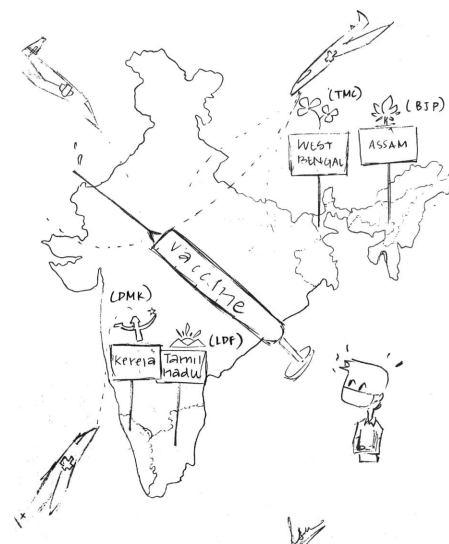 (TMC)
(BJP)
WEST
BENGAL
ASSAM
vaccine
(DMK)
(LDF)
Kerela
Tamil
nadu